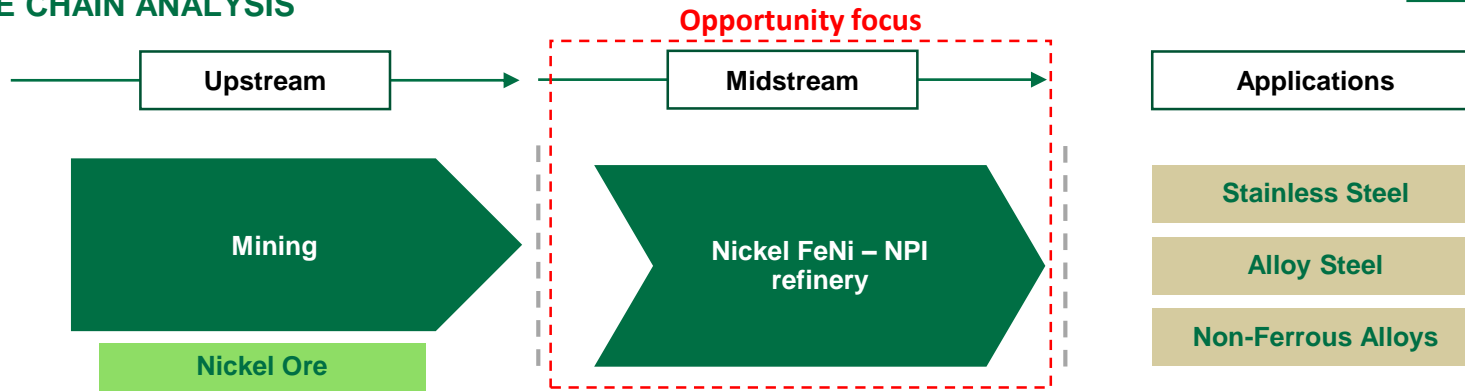 E CHAIN ANALYSIS
Opportunity focus
Upstream
Midstream
Applications
Mining
Nickel Ore
Nickel FeNi – NPI
refinery
Stainless Steel
Alloy Steel
Non-Ferrous Alloys